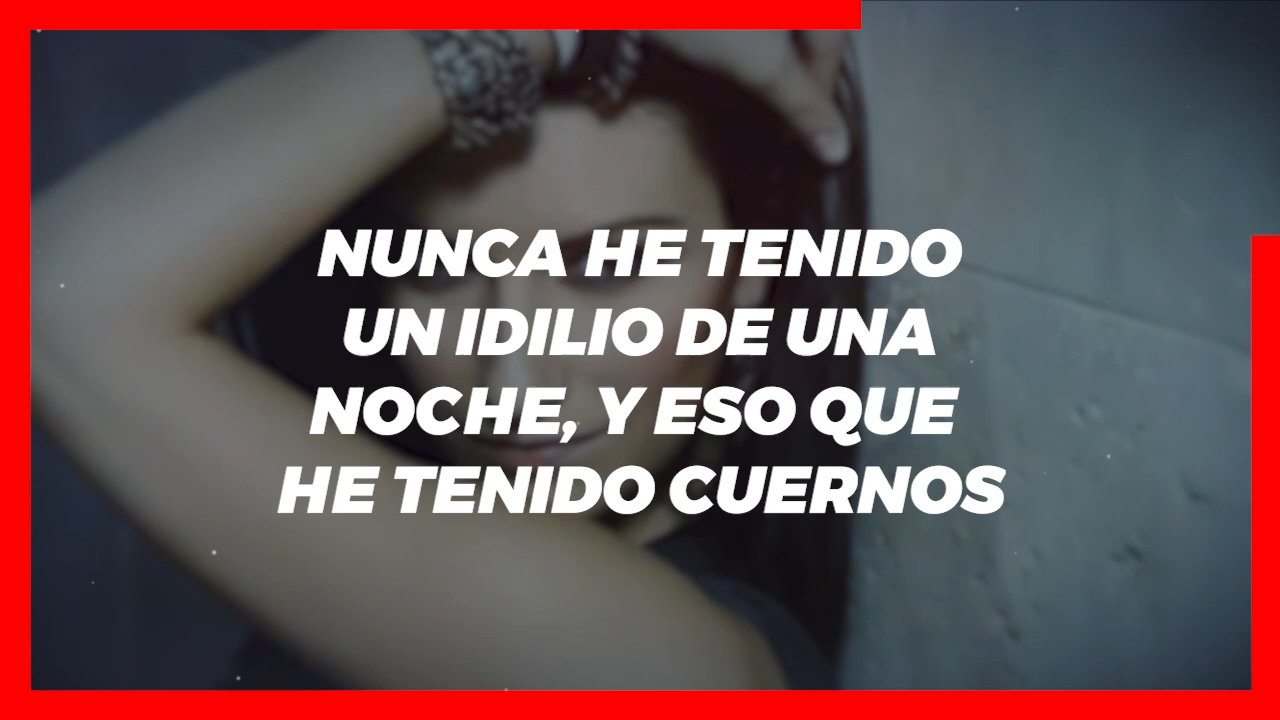 NUNCA HE TENIDO
UN IDILIO DE UNA
NOCHE, Y ESO QUE
HE TENIDO CUERNOS